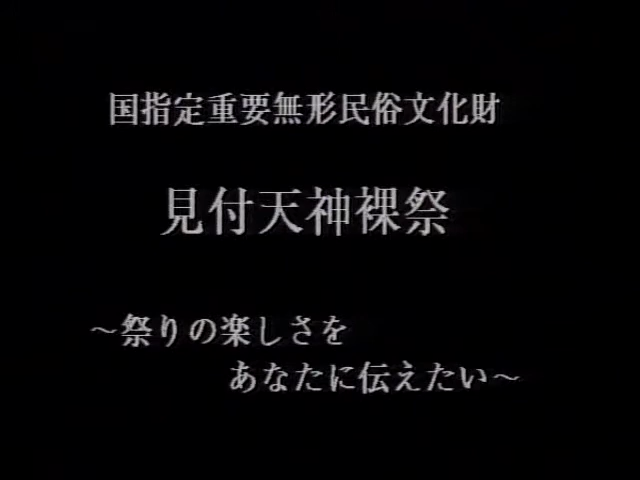 国指定重要無形民俗文化財
見付天神裸祭
～祭りの楽しさを
あなたに伝えたい～